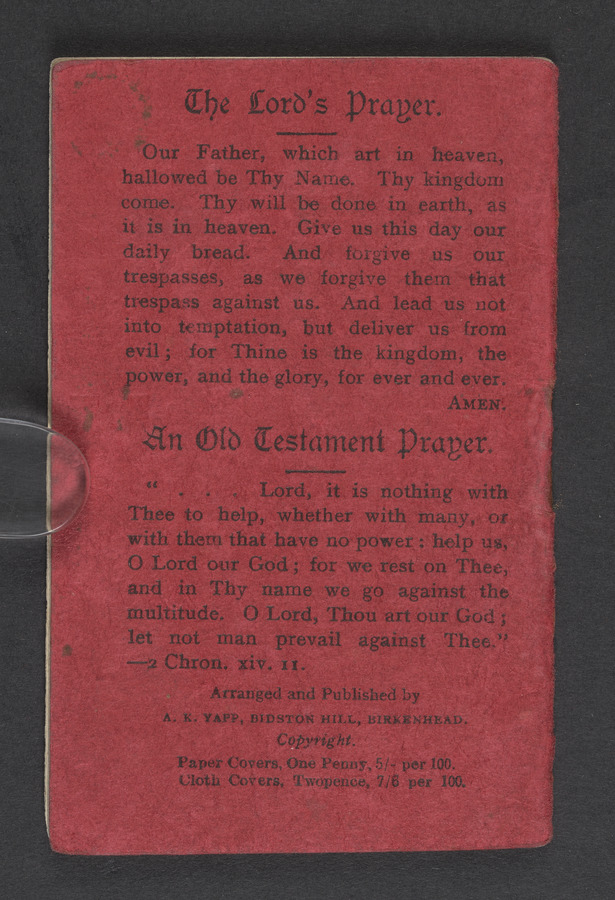 The Lord's Prayer.
Our Father, which art in heaven,
hallowed be Thy Name. Thy kingdom
come. Thy will be done in earth, as
it is in heaven. Give us this day our
daily bread. And forgive us our
trespasses, as we forgive them that
trespass against us. And lead us not
into temptation, but deliver us from
evil; for Thine is the kingdom, the
power, and the glory, for ever and ever.
AMEN.
An Old Testament Prayer.
" . . . Lord, it is nothing with
Thee to help, whether with many, or
with them that have no power: help us,
O Lord our God; for we rest on Thee,
and in Thy name we go against the
multitude. O Lord, Thou art our God;
let not man prevail against Thee."
—2 Chron. xiv. 11.
Arranged and Published by
A. K. YAPP, BIDSTON HILL, BIRKENHEAD.
Copyright.
Paper Covers, One Penny, 5/- per 100.
Cloth Covers, Twopence, 7/6 per 100.